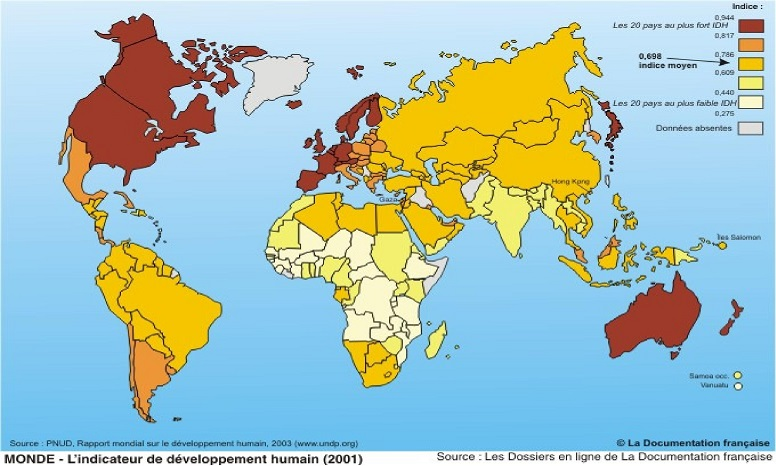 Indice :
0,944
Les 20 pays au plus fort IDH
0,817
0,786
0,698
indice moyen
0,609
0,440
Les 20 pays au plus faible IDH
0,275
Données absentes
Hong Kong
Gaza
Îles Salomon
Samoa occ.
Vanuatu
Source : PNUD, Rapport mondial sur le développement humain, 2003 (www.undp.org)
© La Documentation française
MONDE - L'indicateur de développement humain (2001)
Source : Les Dossiers en ligne de La Documentation française